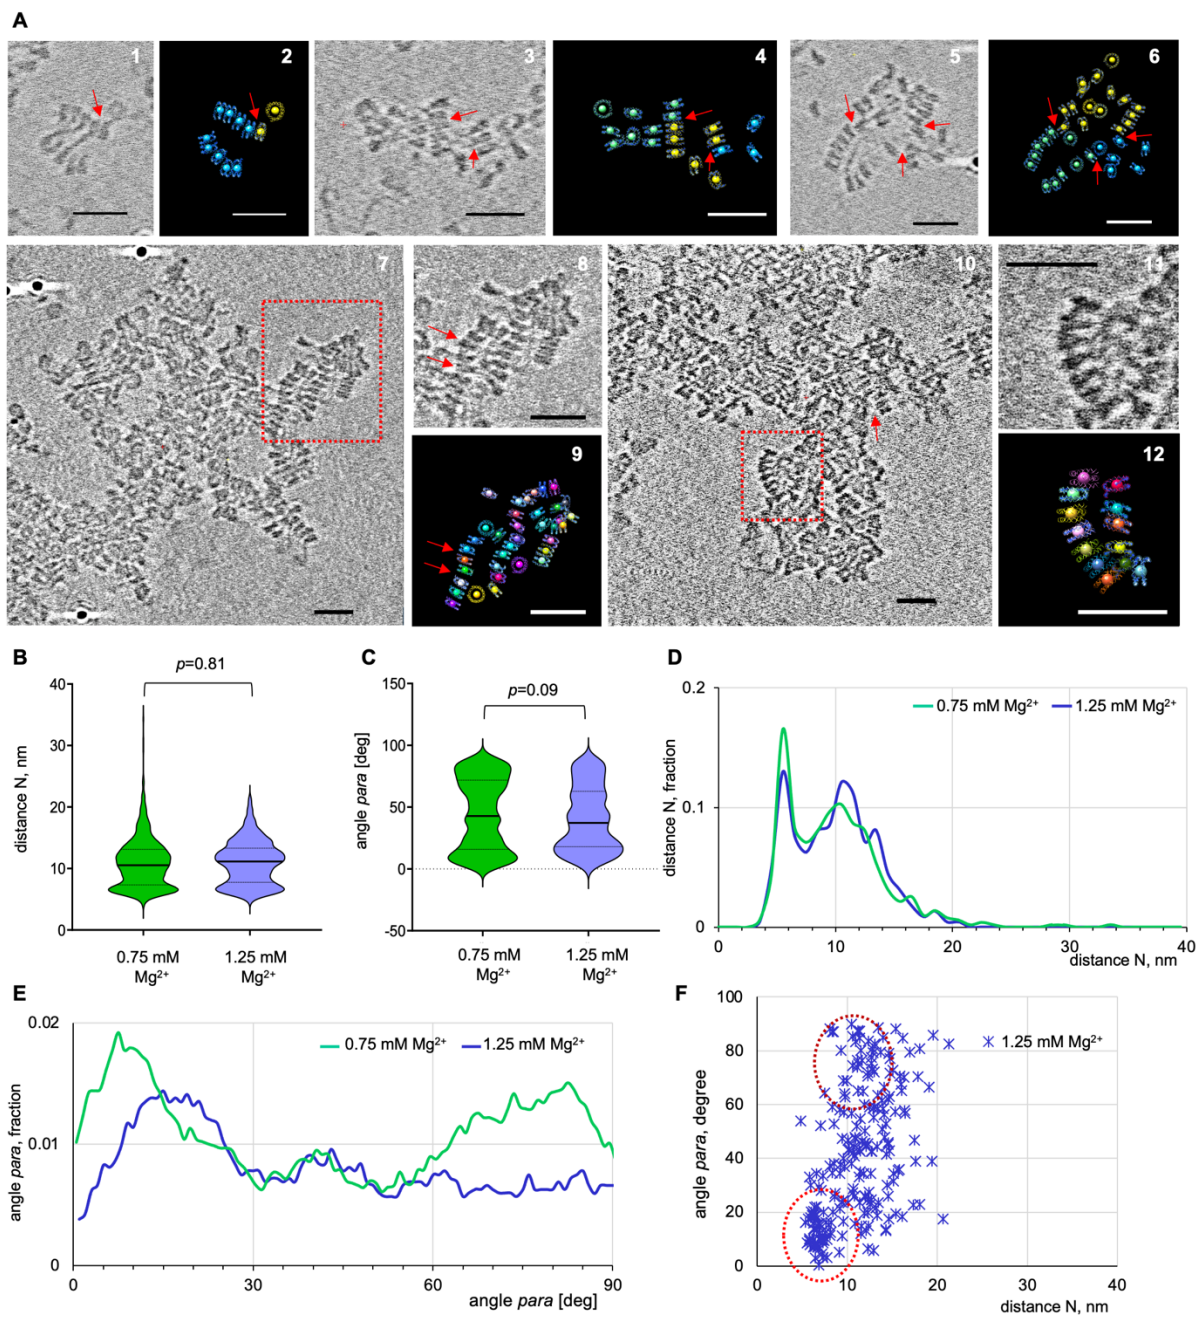 A
1
2
3
4
5
6
7
8
9
10
11
12
B
p=0.81
distance N, nm
40
30
20
10
0
0.75 mM
Mg²⁺
1.25 mM
Mg²⁺
C
p=0.09
angle para [deg]
150
100
50
0
-50
0.75 mM
Mg²⁺
1.25 mM
Mg²⁺
D
0.75 mM Mg²⁺
1.25 mM Mg²⁺
distance N, fraction
0.2
0.1
0
0
10
20
30
40
distance N, nm
E
0.75 mM Mg²⁺
1.25 mM Mg²⁺
angle para, fraction
0.02
0.01
0
0
30
60
90
angle para [deg]
F
1.25 mM Mg²⁺
angle para, degree
100
80
60
40
20
0
0
10
20
30
40
distance N, nm